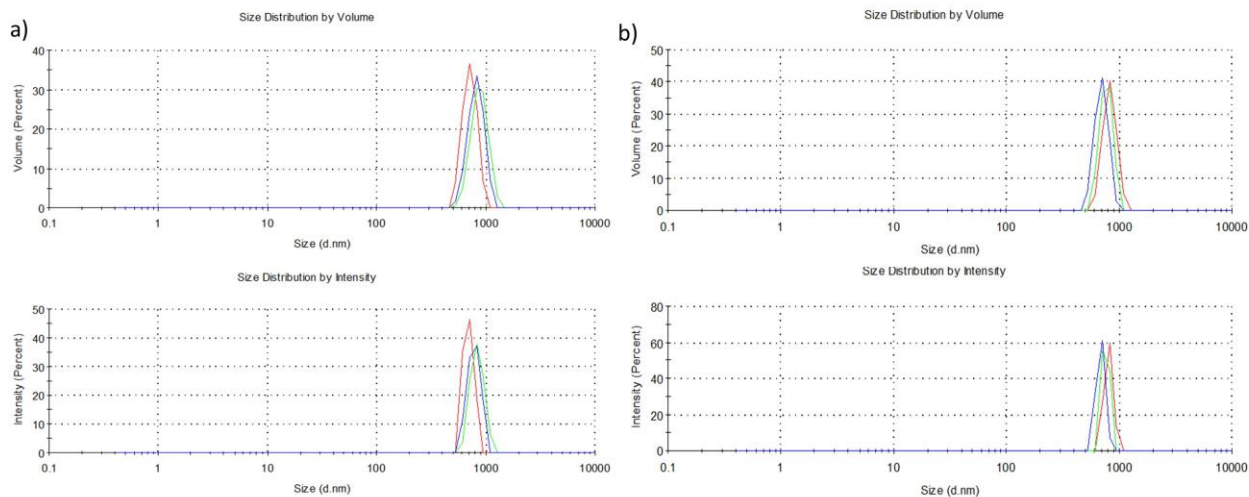 a)
Size Distribution by Volume
Volume (Percent)
40
30
20
10
0
0.1 1 10 100 1000 10000
Size (d.nm)
Size Distribution by Intensity
Intensity (Percent)
50
40
30
20
10
0
0.1 1 10 100 1000 10000
Size (d.nm)
b)
Size Distribution by Volume
Volume (Percent)
50
40
30
20
10
0
0.1 1 10 100 1000 10000
Size (d.nm)
Size Distribution by Intensity
Intensity (Percent)
80
60
40
20
0
0.1 1 10 100 1000 10000
Size (d.nm)